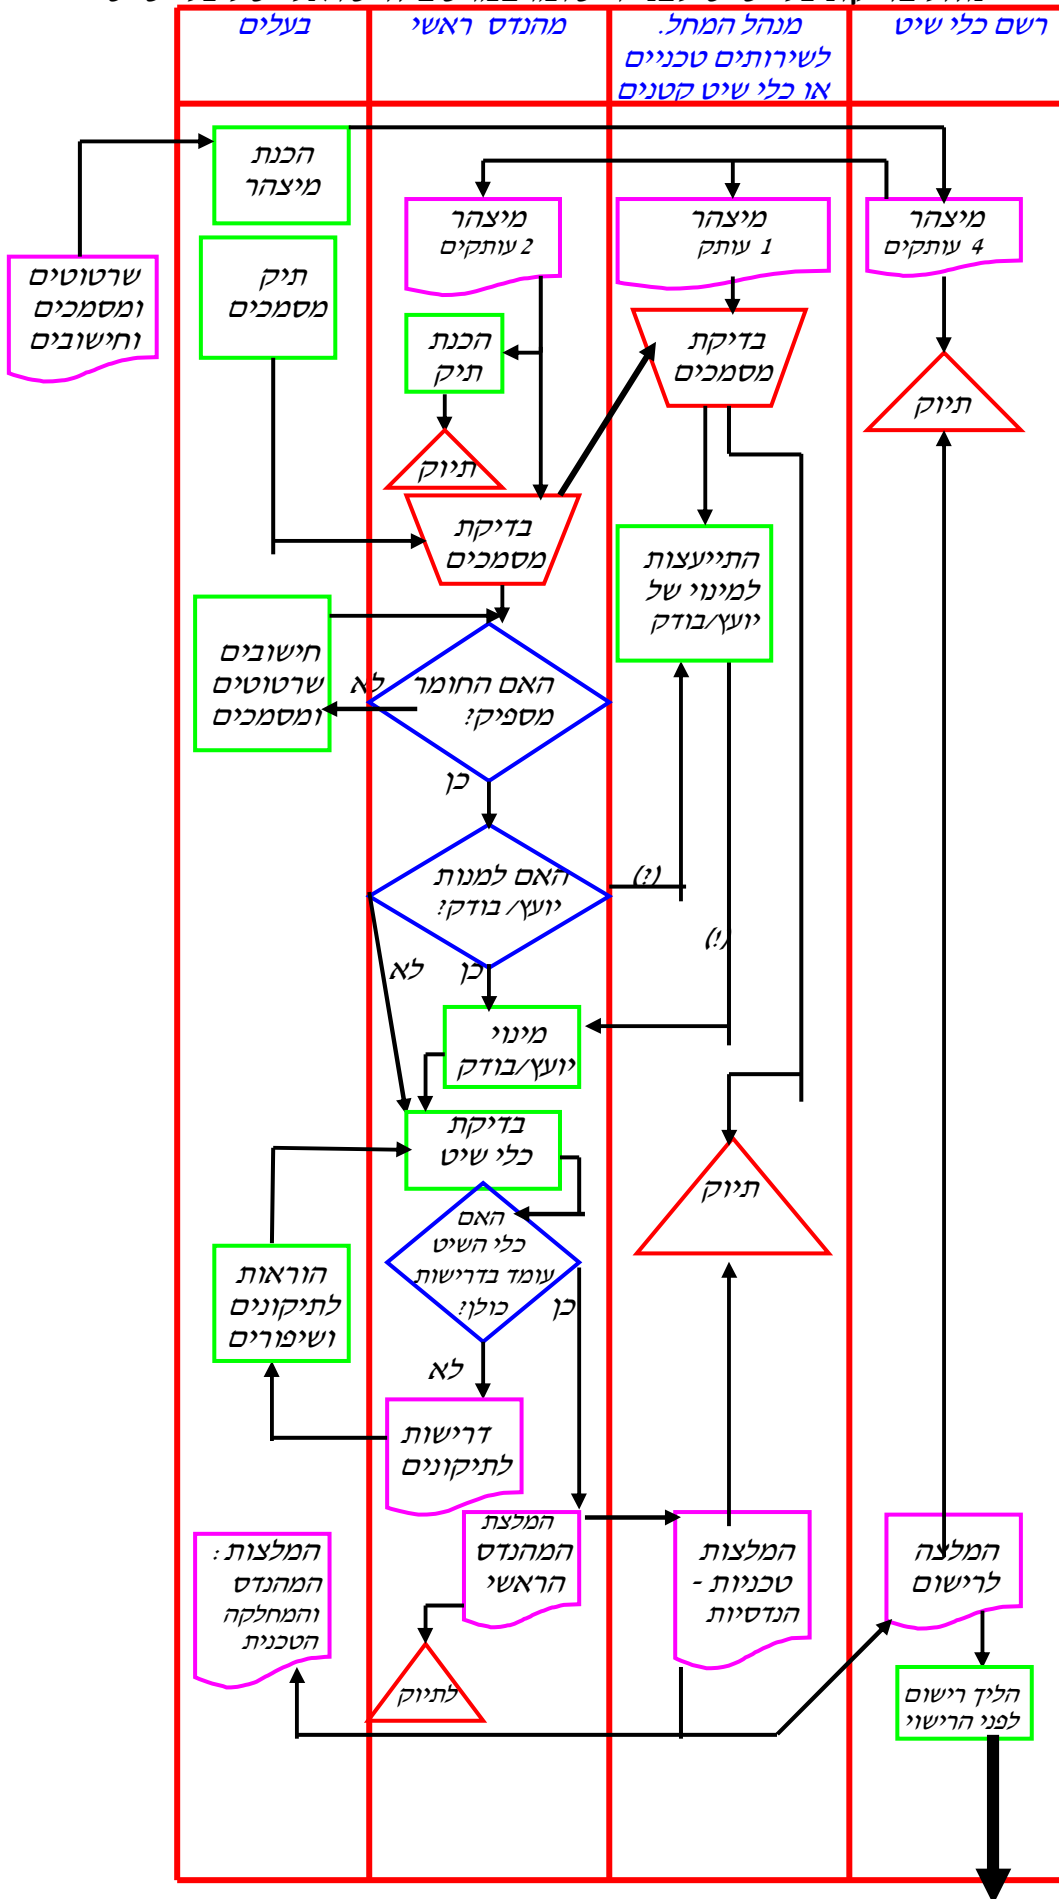 רשם כלי שיט
מנהל המחל.
לשירותים טכניים
או כלי שיט קטנים
מהנדס ראשי
בעלים
הכנת
מיצהר
מיצהר
4 עותקים
מיצהר
1 עותק
מיצהר
2 עותקים
תיק
מסמכים
שרטוטים
ומסמכים
וחישובים
בדיקת
מסמכים
הכנת
תיק
תיוק
תיוק
בדיקת
מסמכים
התייעצות
למינוי של
יועץ/בודק
חישובים
שרטוטים
ומסמכים
לא
האם החומר
מספיק?
כן
האם למנות
יועץ/ בודק?
(?)
(!)
לא
כן
מינוי
יועץ/בודק
בדיקת
כלי שיט
תיוק
האם
כלי השיט
עומד בדרישות
כולן?
כן
לא
הוראות
לתיקונים
ושיפורים
דרישות
לתיקונים
המלצת
המהנדס
הראשי
המלצות
טכניות -
הנדסיות
המלצה
לרישום
המלצות :
המהנדס
והמחלקה
הטכנית
לתיוק
הליך רישום
לפני הרישוי